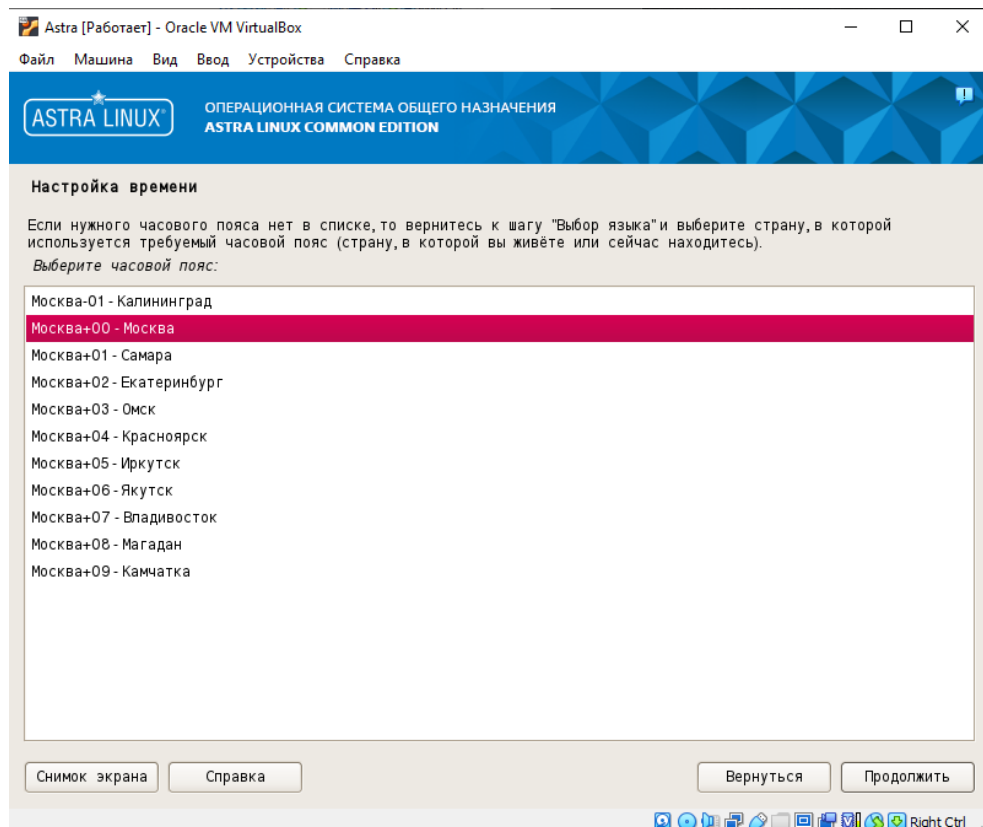 Astra [Работает] - Oracle VM VirtualBox
Файл Машина Вид Ввод Устройства Справка
ASTRA LINUX®
ОПЕРАЦИОННАЯ СИСТЕМА ОБЩЕГО НАЗНАЧЕНИЯ
ASTRA LINUX COMMON EDITION
Настройка времени
Если нужного часового пояса нет в списке, то вернитесь к шагу "Выбор языка" и выберите страну, в которой
используется требуемый часовой пояс (страну, в которой вы живёте или сейчас находитесь).
Выберите часовой пояс:
Москва-01 - Калининград
Москва+00 - Москва
Москва+01 - Самара
Москва+02 - Екатеринбург
Москва+03 - Омск
Москва+04 - Красноярск
Москва+05 - Иркутск
Москва+06 - Якутск
Москва+07 - Владивосток
Москва+08 - Магадан
Москва+09 - Камчатка
Снимок экрана Справка Вернуться Продолжить
Right Ctrl